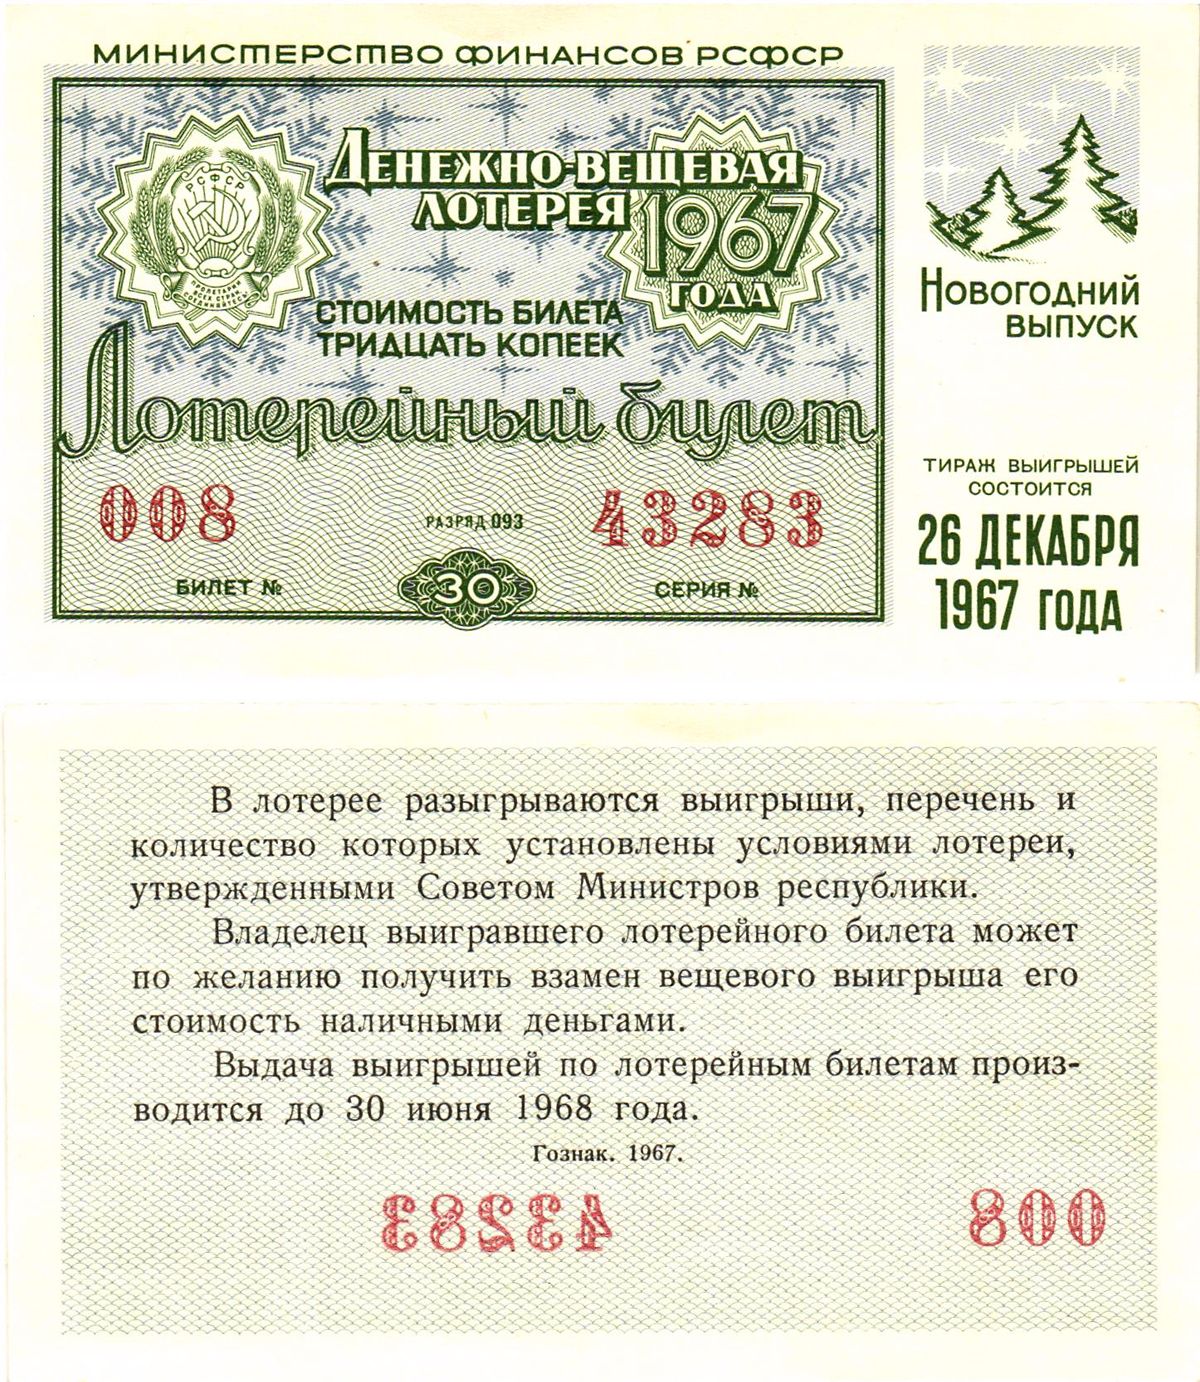 МИНИСТЕРСТВО ФИНАНСОВ РСФСР
РСФСР
ДЕНЕЖНО-ВЕЩЕВАЯ
ЛОТЕРЕЯ 1967
ГОДА
СТОИМОСТЬ БИЛЕТА
ТРИДЦАТЬ КОПЕЕК
Лотерейный билет
008
РАЗРЯД 093
43283
БИЛЕТ №
30
СЕРИЯ №
НОВОГОДНИЙ
ВЫПУСК
ТИРАЖ ВЫИГРЫШЕЙ
СОСТОИТСЯ
26 ДЕКАБРЯ
1967 ГОДА
В лотерее разыгрываются выигрыши, перечень и
количество которых установлены условиями лотереи,
утвержденными Советом Министров республики.
Владелец выигравшего лотерейного билета может
по желанию получить взамен вещевого выигрыша его
стоимость наличными деньгами.
Выдача выигрышей по лотерейным билетам произ-
водится до 30 июня 1968 года.
Гознак. 1967.
43283
008